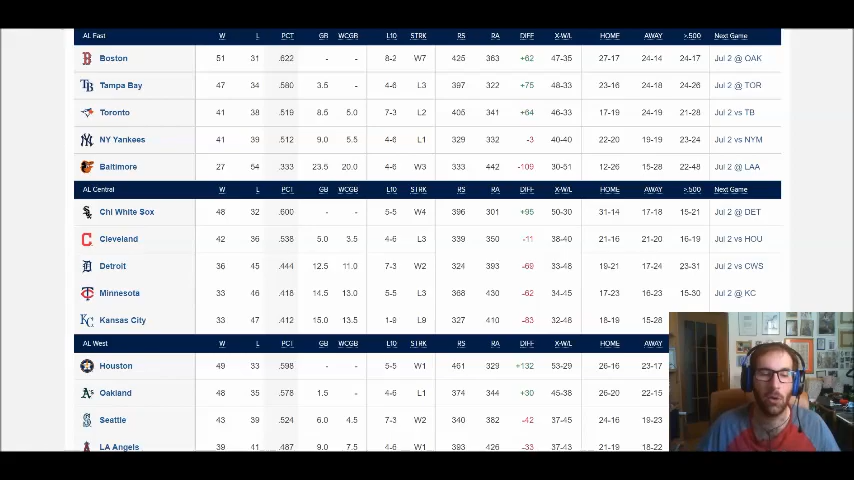 AL East W L PCT GB WCGB L10 STRK RS RA DIFF X-W/L HOME AWAY >.500 Next Game
Boston 51 31 .622 - - 8-2 W7 425 363 +62 47-35 27-17 24-14 24-17 Jul 2 @ OAK
Tampa Bay 47 34 .580 3.5 - 4-6 L3 397 322 +75 48-33 23-16 24-18 24-26 Jul 2 @ TOR
Toronto 41 38 .519 8.5 5.0 7-3 L2 405 341 +64 46-33 17-19 24-19 21-28 Jul 2 vs TB
NY Yankees 41 39 .512 9.0 5.5 4-6 L1 329 332 -3 40-40 22-20 19-19 23-24 Jul 2 vs NYM
Baltimore 27 54 .333 23.5 20.0 4-6 W3 333 442 -109 30-51 12-26 15-28 22-48 Jul 2 @ LAA
AL Central W L PCT GB WCGB L10 STRK RS RA DIFF X-W/L HOME AWAY >.500 Next Game
Chi White Sox 48 32 .600 - - 5-5 W4 396 301 +95 50-30 31-14 17-18 15-21 Jul 2 @ DET
Cleveland 42 36 .538 5.0 3.5 4-6 L3 339 350 -11 38-40 21-16 21-20 16-19 Jul 2 vs HOU
Detroit 36 45 .444 12.5 11.0 7-3 W2 324 393 -69 33-48 19-21 17-24 23-31 Jul 2 vs CWS
Minnesota 33 46 .418 14.5 13.0 5-5 L3 368 430 -62 34-45 17-23 16-23 15-30 Jul 2 @ KC
Kansas City 33 47 .412 15.0 13.5 1-9 L9 327 410 -83 32-48 18-19 15-28
AL West W L PCT GB WCGB L10 STRK RS RA DIFF X-W/L HOME AWAY
Houston 49 33 .598 - - 5-5 W1 461 329 +132 53-29 26-16 23-17
Oakland 48 35 .578 1.5 - 4-6 L1 374 344 +30 45-38 26-20 22-15
Seattle 43 39 .524 6.0 4.5 7-3 W2 340 382 -42 37-45 24-16 19-23
LA Angels 39 41 .487 9.0 7.5 4-6 W1 393 426 -33 37-43 21-19 18-22